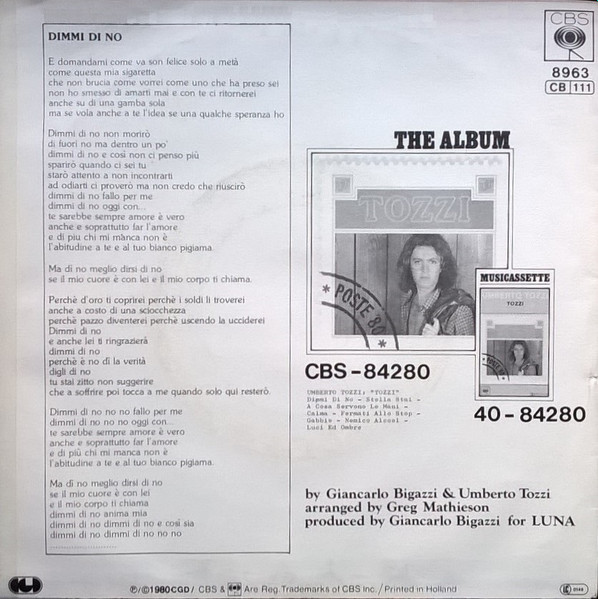 DIMMI DI NO
E domandami come va son felice solo a metà
come questa mia sigaretta
che non brucia come vorrei come uno che ha preso sei
non ho smesso di amarti mai e con te ci ritornerei
anche su di una gamba sola
ma se vola anche a te l'idea se una qualche speranza ho
Dimmi di no non morirò
di fuori no ma dentro un po'
dimmi di no e così non ci penso più
sparirò quando ci sei tu
starò attento a non incontrarti
ad odiarti ci proverò ma non credo che riuscirò
dimmi di no fallo per me
dimmi di no oggi con...
te sarebbe sempre amore è vero
anche e soprattutto far l'amore
e di piu chi mi manca non è
l'abitudine a te e al tuo bianco pigiama.
Ma dì no meglio dirsi di no
se il mio cuore è con lei e il mio corpo ti chiama.
Perchè d'oro ti coprirei perchè i soldi li troverei
anche a costo di una sciocchezza
perchè pazzo diventerei perchè uscendo la ucciderei
Dimmi di no
e anche lei ti ringrazierà
dimmi di no
perchè è no dì la verità
digli di no
tu stai zitto non suggerire
che a soffrire poi tocca a me quando solo qui resterò.
Dimmi di no no no fallo per me
dimmi di no no no oggi con...
te sarebbe sempre amore è vero
anche e soprattutto far l'amore
e di più chi mi manca non è
l'abitudine a te e al tuo bianco pigiama.
Ma dì no meglio dirsi di no
se il mio cuore è con lei
e il mio corpo ti chiama
dimmi di no anima mia
dimmi di no dimmi di no e così sia
dimmi di no dimmi di no no no
CBS
8963
CB 111
THE ALBUM
TOZZI
* POSTE '80 *
MUSICASSETTE
UMBERTO TOZZI
TOZZI
CBS-84280
40-84280
UMBERTO TOZZI: "TOZZI"
Dimmi Di No - Stella Stai -
A Cosa Servono Le Mani -
Calma - Fermati Allo Stop -
Gabbie - Nemico Alcool -
Luci Ed Ombre
by Giancarlo Bigazzi & Umberto Tozzi
arranged by Greg Mathieson
produced by Giancarlo Bigazzi for LUNA
℗/© 1980 CGD / CBS & Are Reg. Trademarks of CBS Inc. / Printed in Holland